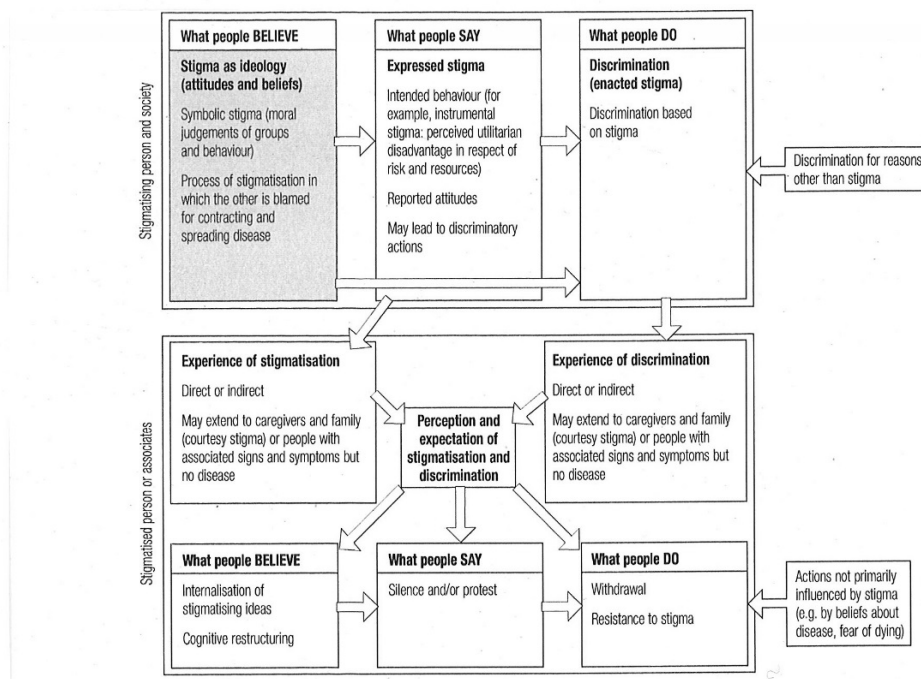 Stigmatising person and society
What people BELIEVE
Stigma as ideology
(attitudes and beliefs)
Symbolic stigma (moral
judgements of groups
and behaviour)
Process of stigmatisation in
which the other is blamed
for contracting and
spreading disease
What people SAY
Expressed stigma
Intended behaviour (for
example, instrumental
stigma: perceived utilitarian
disadvantage in respect of
risk and resources)
Reported attitudes
May lead to discriminatory
actions
What people DO
Discrimination
(enacted stigma)
Discrimination based
on stigma
Discrimination for reasons
other than stigma
Stigmatised person or associates
Experience of stigmatisation
Direct or indirect
May extend to caregivers and family
(courtesy stigma) or people with
associated signs and symptoms but
no disease
Perception and
expectation of
stigmatisation and
discrimination
Experience of discrimination
Direct or indirect
May extend to caregivers and family
(courtesy stigma) or people with
associated signs and symptoms but
no disease
What people BELIEVE
Internalisation of
stigmatising ideas
Cognitive restructuring
What people SAY
Silence and/or protest
What people DO
Withdrawal
Resistance to stigma
Actions not primarily
influenced by stigma
(e.g. by beliefs about
disease, fear of dying)